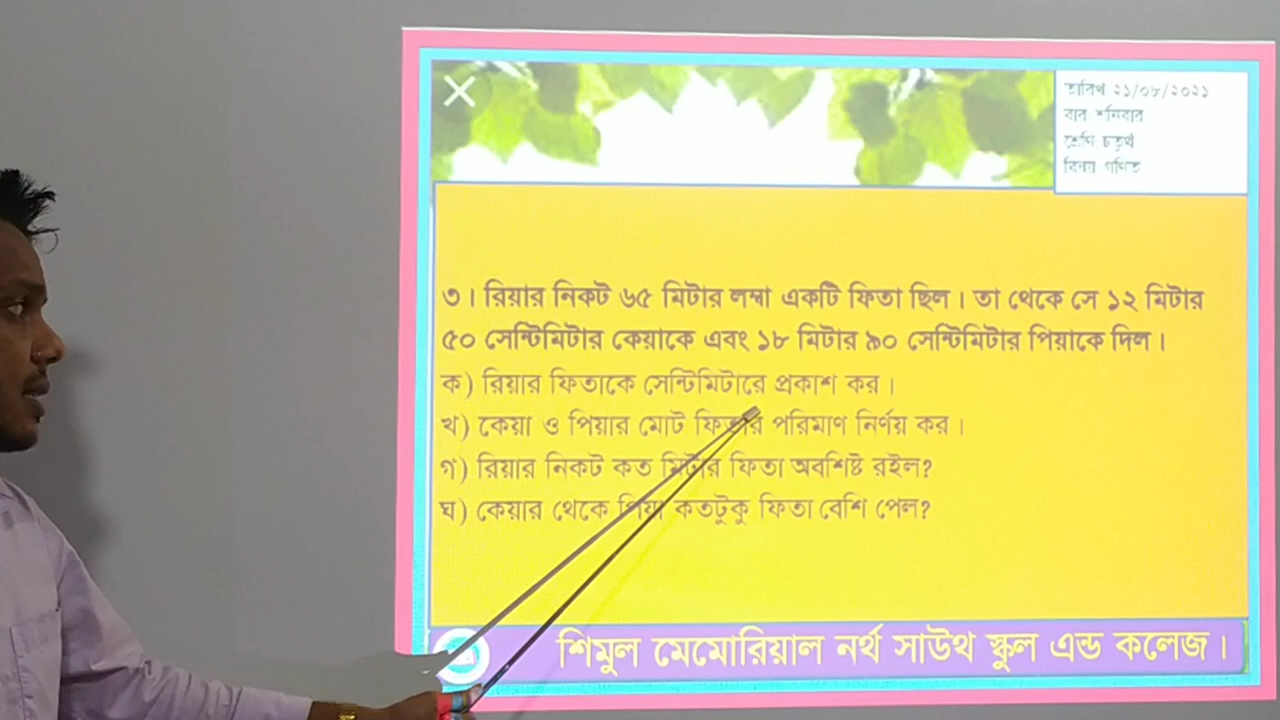 তারিখ ২১/০৮/২০২১
বার শনিবার
শ্রেণি চতুর্থ
বিষয় গণিত
৩। রিয়ার নিকট ৬৫ মিটার লম্বা একটি ফিতা ছিল। তা থেকে সে ১২ মিটার
৫০ সেন্টিমিটার কেয়াকে এবং ১৮ মিটার ৯০ সেন্টিমিটার পিয়াকে দিল।
ক) রিয়ার ফিতাকে সেন্টিমিটারে প্রকাশ কর।
খ) কেয়া ও পিয়ার মোট ফিতার পরিমাণ নির্ণয় কর।
গ) রিয়ার নিকট কত মিটার ফিতা অবশিষ্ট রইল?
ঘ) কেয়ার থেকে পিয়া কতটুকু ফিতা বেশি পেল?
শিমুল মেমোরিয়াল নর্থ সাউথ স্কুল এন্ড কলেজ।